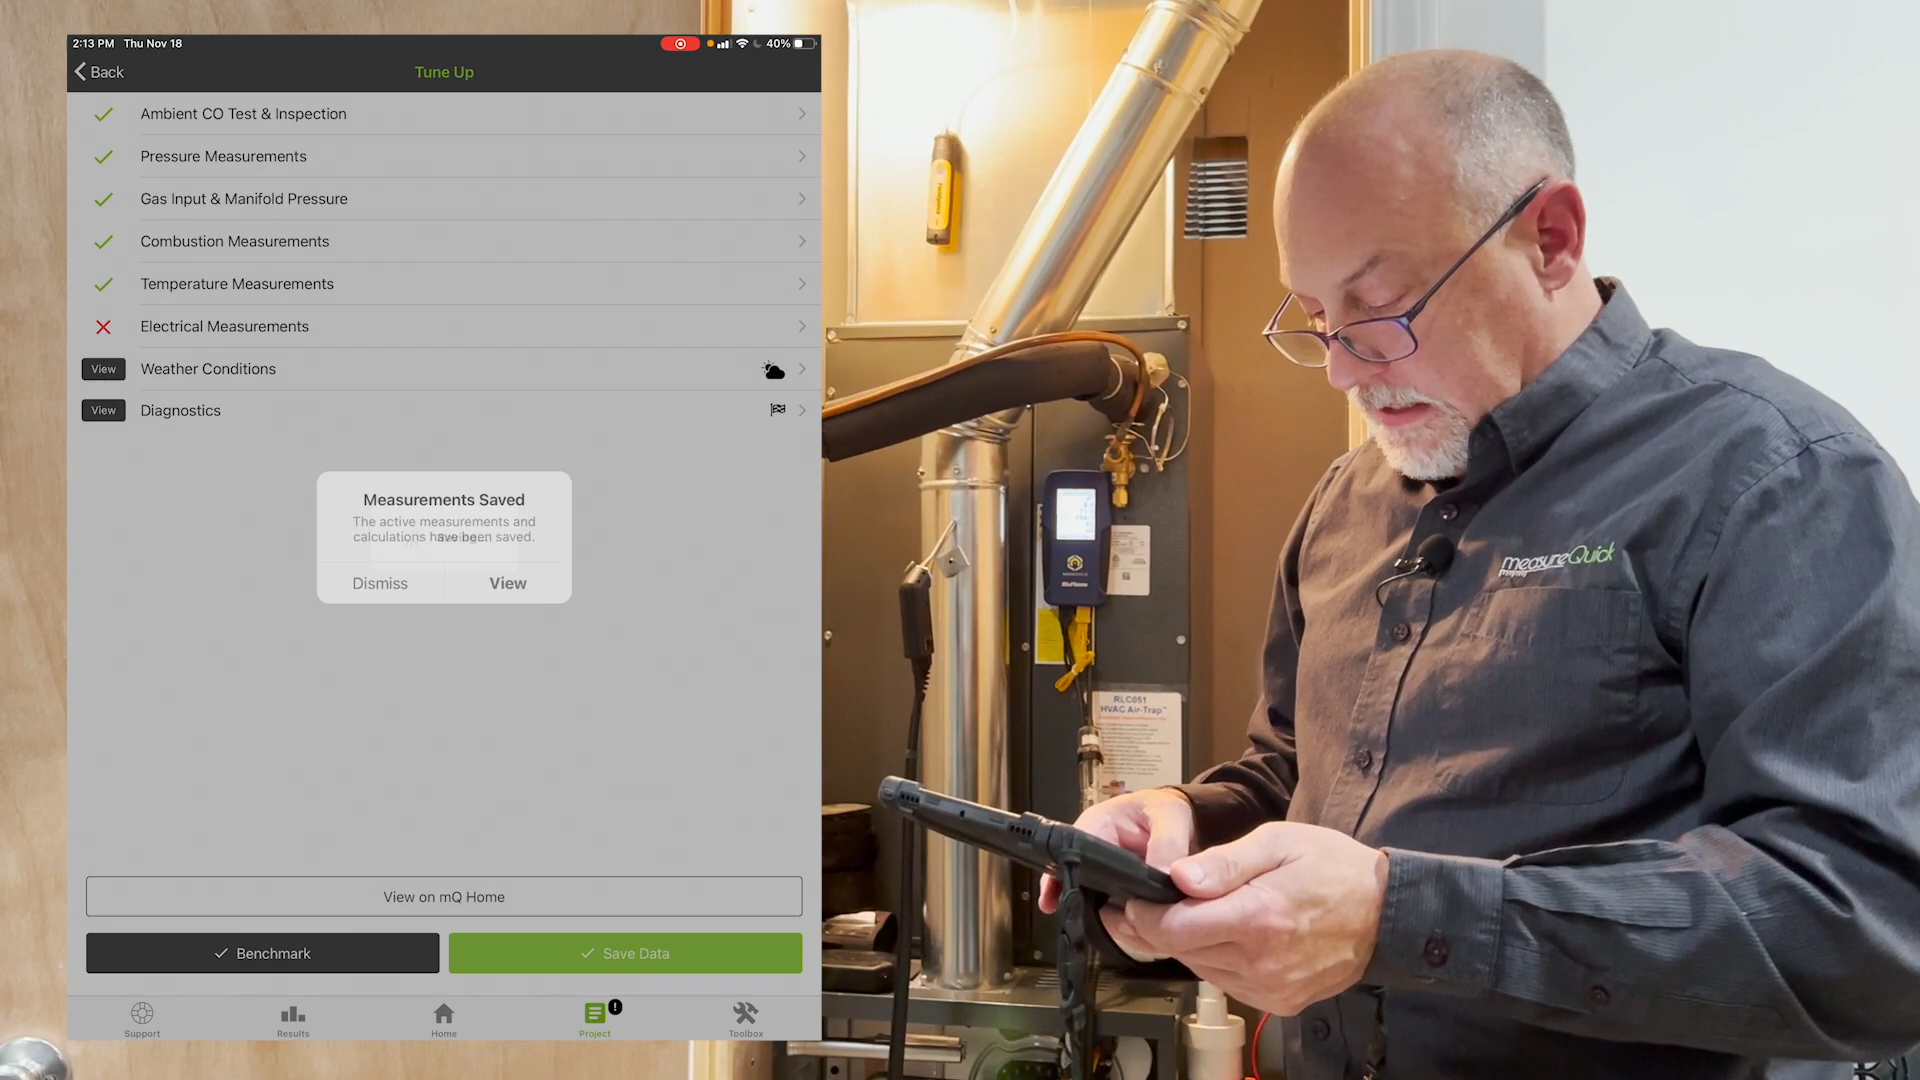 2:13 PM Thu Nov 18
40%
Back
Tune Up
Ambient CO Test & Inspection
Pressure Measurements
Gas Input & Manifold Pressure
Combustion Measurements
Temperature Measurements
Electrical Measurements
View Weather Conditions
View Diagnostics
Measurements Saved
The active measurements and
calculations have been saved.
Dismiss View
View on mQ Home
Benchmark Save Data
Support Results Home Project Toolbox
measureQuick
RLC051
HVAC Air-Trap™